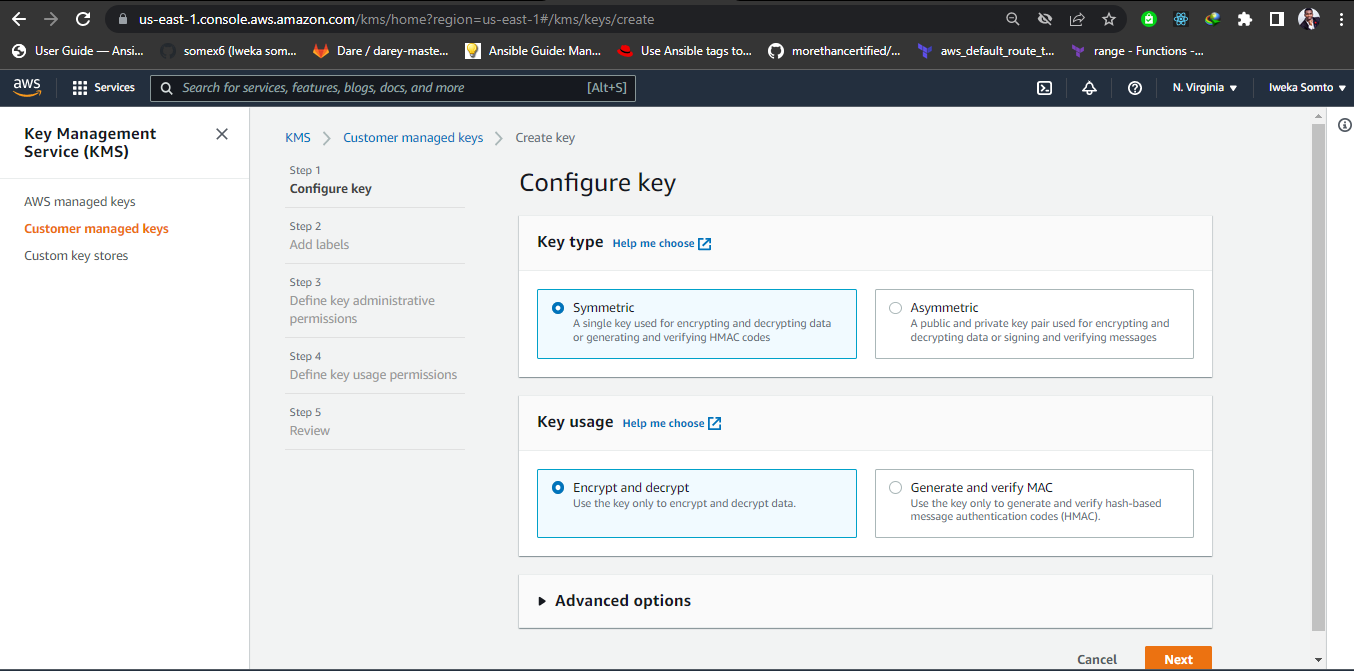 us-east-1.console.aws.amazon.com/kms/home?region=us-east-1#/kms/keys/create
User Guide — Ansi...
somex6 (Iweka som...
Dare / darey-maste...
Ansible Guide: Man...
Use Ansible tags to...
morethancertified/...
aws_default_route_t...
range - Functions -...
aws
Services
Search for services, features, blogs, docs, and more
[Alt+S]
N. Virginia
Iweka Somto
Key Management
Service (KMS)
AWS managed keys
Customer managed keys
Custom key stores
KMS
Customer managed keys
Create key
Step 1
Configure key
Step 2
Add labels
Step 3
Define key administrative
permissions
Step 4
Define key usage permissions
Step 5
Review
Configure key
Key type
Help me choose
Symmetric
A single key used for encrypting and decrypting data
or generating and verifying HMAC codes
Asymmetric
A public and private key pair used for encrypting and
decrypting data or signing and verifying messages
Key usage
Help me choose
Encrypt and decrypt
Use the key only to encrypt and decrypt data.
Generate and verify MAC
Use the key only to generate and verify hash-based
message authentication codes (HMAC).
Advanced options
Cancel
Next